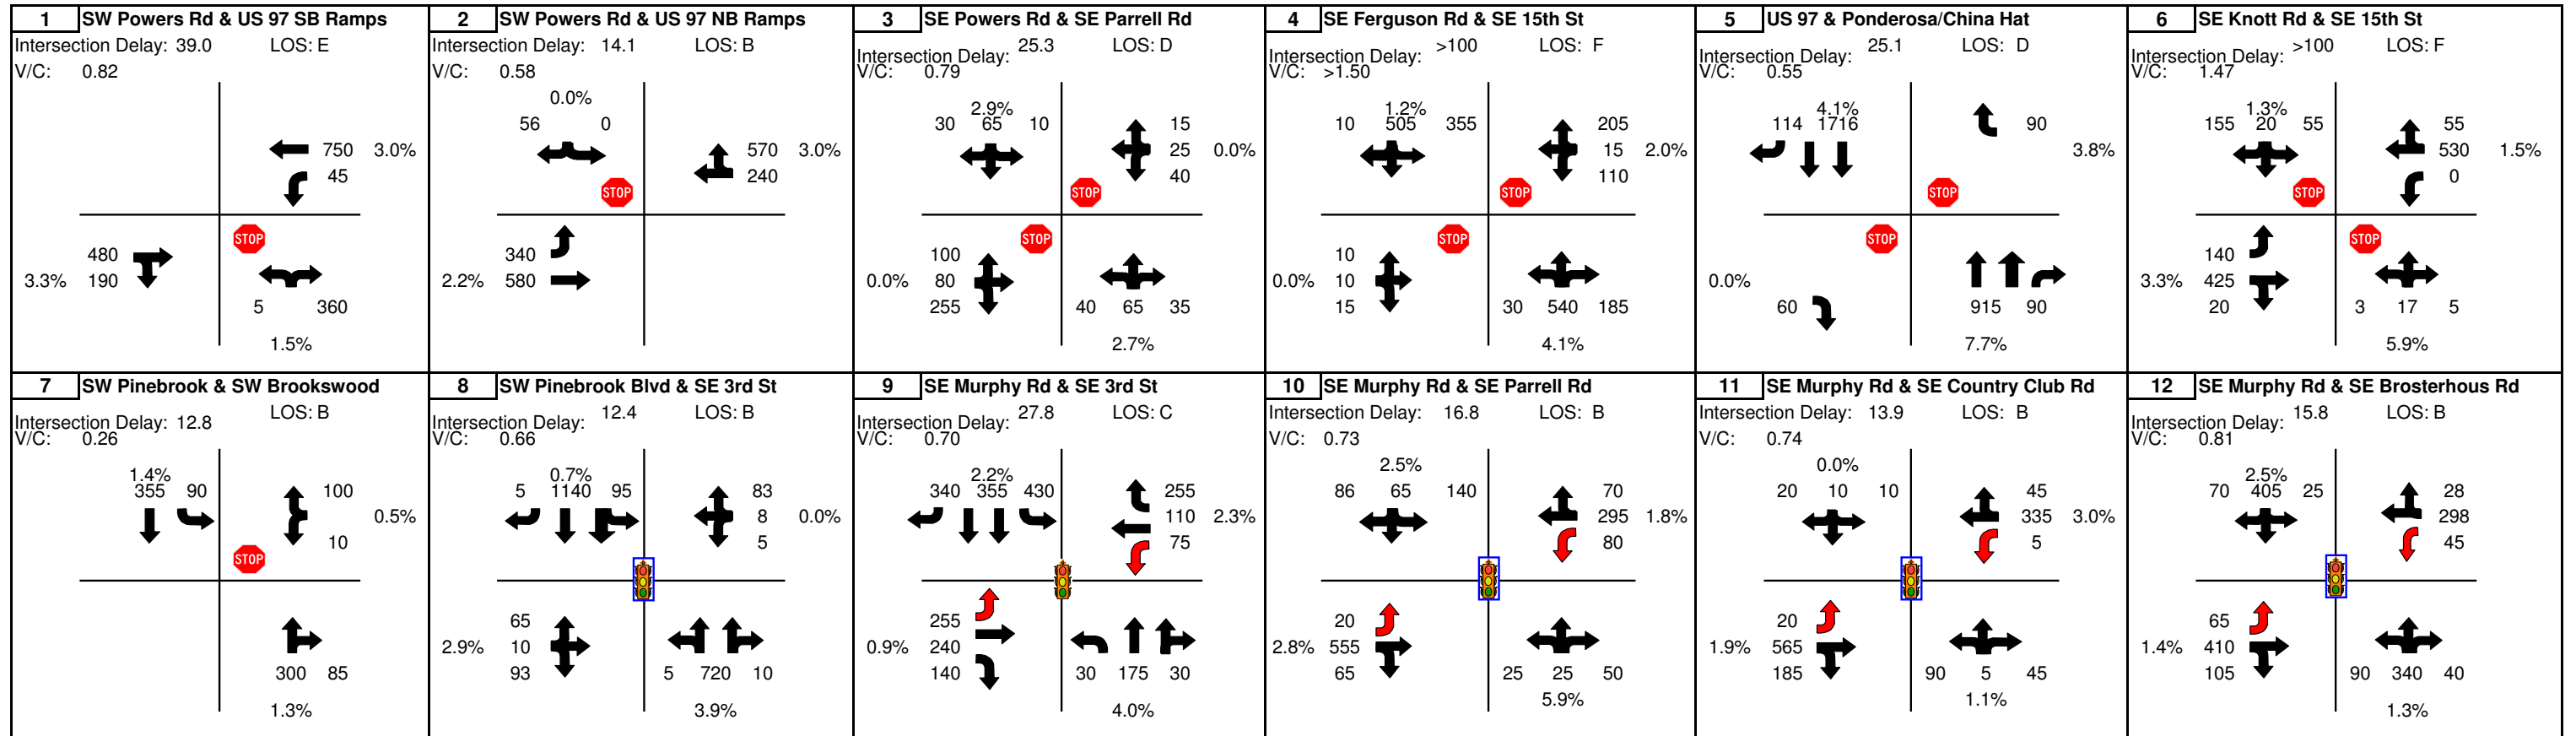 1 SW Powers Rd & US 97 SB Ramps
Intersection Delay: 39.0 LOS: E
V/C: 0.82
750 3.0%
45
STOP
480
3.3% 190
5 360
1.5%
2 SW Powers Rd & US 97 NB Ramps
Intersection Delay: 14.1 LOS: B
V/C: 0.58
0.0%
56 0
570 3.0%
240
STOP
340
2.2% 580
3 SE Powers Rd & SE Parrell Rd
Intersection Delay: 25.3 LOS: D
V/C: 0.79
2.9%
30 65 10 15
25 0.0%
40
STOP
STOP
100
0.0% 80
255 40 65 35
2.7%
4 SE Ferguson Rd & SE 15th St
Intersection Delay: >100 LOS: F
V/C: >1.50
1.2%
10 505 355 205
15 2.0%
110
STOP
STOP
10
0.0% 10
15 30 540 185
4.1%
5 US 97 & Ponderosa/China Hat
Intersection Delay: 25.1 LOS: D
V/C: 0.55
4.1%
114 1716 90
3.8%
STOP
STOP
0.0%
60 915 90
7.7%
6 SE Knott Rd & SE 15th St
Intersection Delay: >100 LOS: F
V/C: 1.47
1.3%
155 20 55 55
530 1.5%
0
STOP
STOP
140
3.3% 425
20 3 17 5
5.9%
7 SW Pinebrook & SW Brookswood
Intersection Delay: 12.8 LOS: B
V/C: 0.26
1.4%
355 90 100
0.5%
10
STOP
300 85
1.3%
8 SW Pinebrook Blvd & SE 3rd St
Intersection Delay: 12.4 LOS: B
V/C: 0.66
0.7%
5 1140 95 83
8 0.0%
5
65
2.9% 10
93 5 720 10
3.9%
9 SE Murphy Rd & SE 3rd St
Intersection Delay: 27.8 LOS: C
V/C: 0.70
2.2%
340 355 430 255
110 2.3%
75
255
0.9% 240
140 30 175 30
4.0%
10 SE Murphy Rd & SE Parrell Rd
Intersection Delay: 16.8 LOS: B
V/C: 0.73
2.5%
86 65 140 70
295 1.8%
80
20
2.8% 555
65 25 25 50
5.9%
11 SE Murphy Rd & SE Country Club Rd
Intersection Delay: 13.9 LOS: B
V/C: 0.74
0.0%
20 10 10 45
335 3.0%
5
20
1.9% 565
185 90 5 45
1.1%
12 SE Murphy Rd & SE Brosterhous Rd
Intersection Delay: 15.8 LOS: B
V/C: 0.81
2.5%
70 405 25 28
298
45
65
1.4% 410
105 90 340 40
1.3%